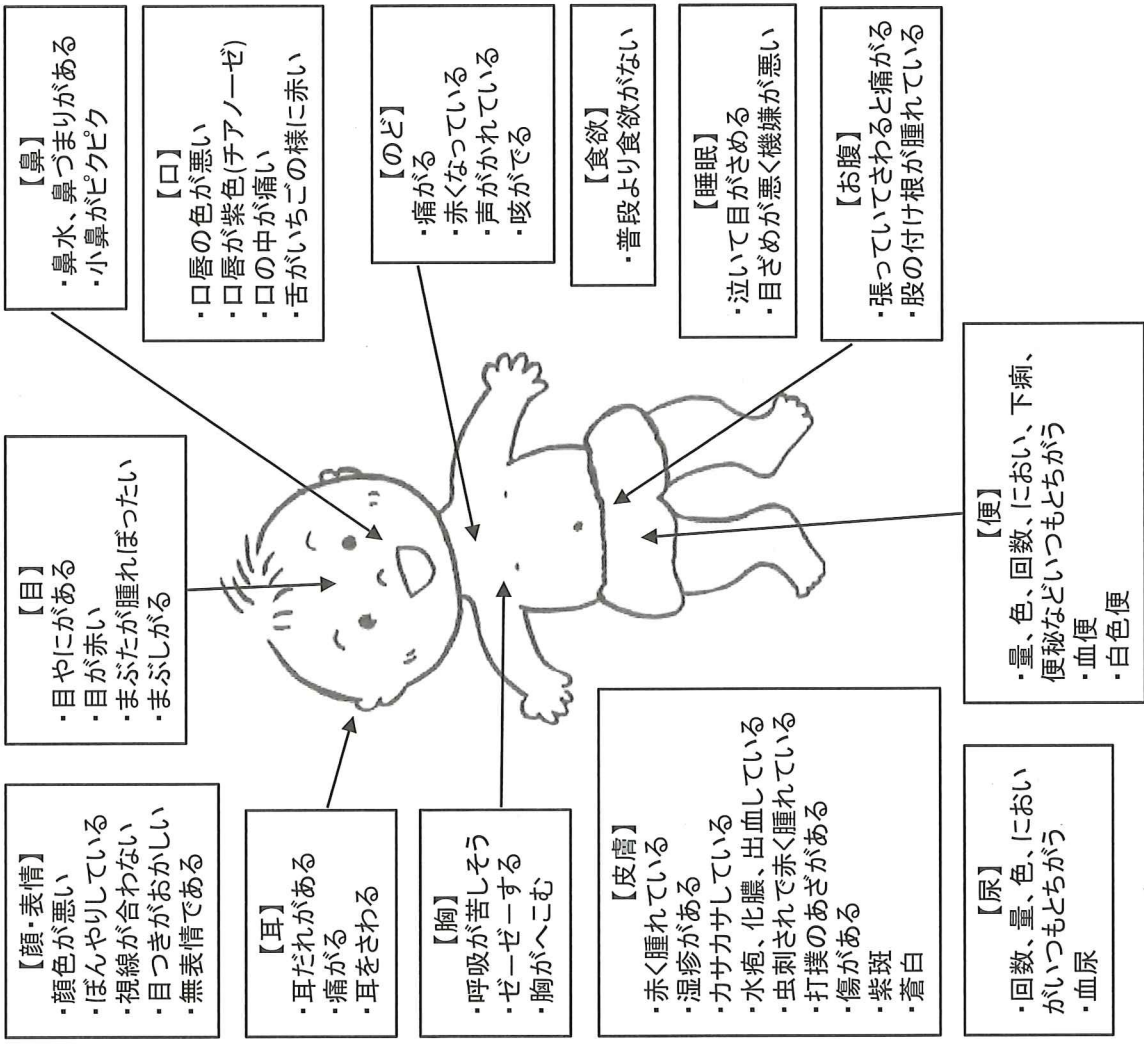 【顔・表情】
・顔色が悪い
・ぼんやりしている
・視線が合わない
・目つきがおかしい
・無表情である
【目】
・目やにがある
・目が赤い
・まぶたが腫れぼったい
・まぶしがる
【鼻】
・鼻水、鼻づまりがある
・小鼻がピクピク
【耳】
・耳だれがある
・痛がる
・耳をさわる
【口】
・口唇の色が悪い
・口唇が紫色(チアノーゼ)
・口の中が痛い
・舌がいちごの様に赤い
【胸】
・呼吸が苦しそう
・ゼーゼーする
・胸がへこむ
【のど】
・痛がる
・赤くなっている
・声がかれている
・咳がでる
【食欲】
・普段より食欲がない
【皮膚】
・赤く腫れている
・湿疹がある
・カサカサしている
・水疱、化膿、出血している
・虫刺されで赤く腫れている
・打撲のあざがある
・傷がある
・紫斑
・蒼白
【睡眠】
・泣いて目がさめる
・目ざめが悪く機嫌が悪い
【お腹】
・張っていてさわると痛がる
・股の付け根が腫れている
【尿】
・回数、量、色、におい
がいつもとちがう
・血尿
【便】
・量、色、回数、におい、下痢、
便秘などいつもとちがう
・血便
・白色便